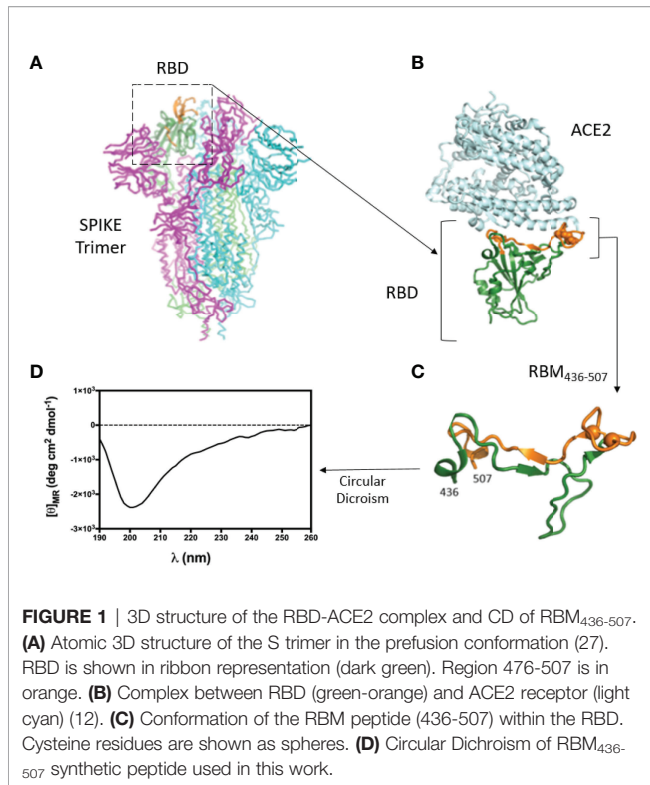 A
RBD
SPIKE
Trimer
B
ACE2
RBD
RBM436-507
C
436
507
Circular
Dicroism
D
1×10³
0
-1×10³
-2×10³
-3×10³
190 200 210 220 230 240 250 260
[θ]MR (deg cm² dmol⁻¹)
λ (nm)
FIGURE 1 | 3D structure of the RBD-ACE2 complex and CD of RBM436-507.
(A) Atomic 3D structure of the S trimer in the prefusion conformation (27).
RBD is shown in ribbon representation (dark green). Region 476-507 is in
orange. (B) Complex between RBD (green-orange) and ACE2 receptor (light
cyan) (12). (C) Conformation of the RBM peptide (436-507) within the RBD.
Cysteine residues are shown as spheres. (D) Circular Dichroism of RBM436-
507 synthetic peptide used in this work.